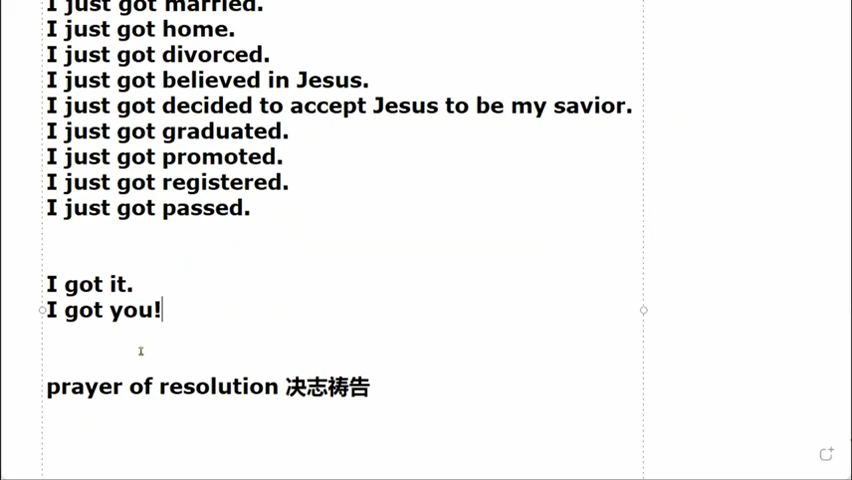 I just got married.
I just got home.
I just got divorced.
I just got believed in Jesus.
I just got decided to accept Jesus to be my savior.
I just got graduated.
I just got promoted.
I just got registered.
I just got passed.
I got it.
I got you!
prayer of resolution 决志祷告